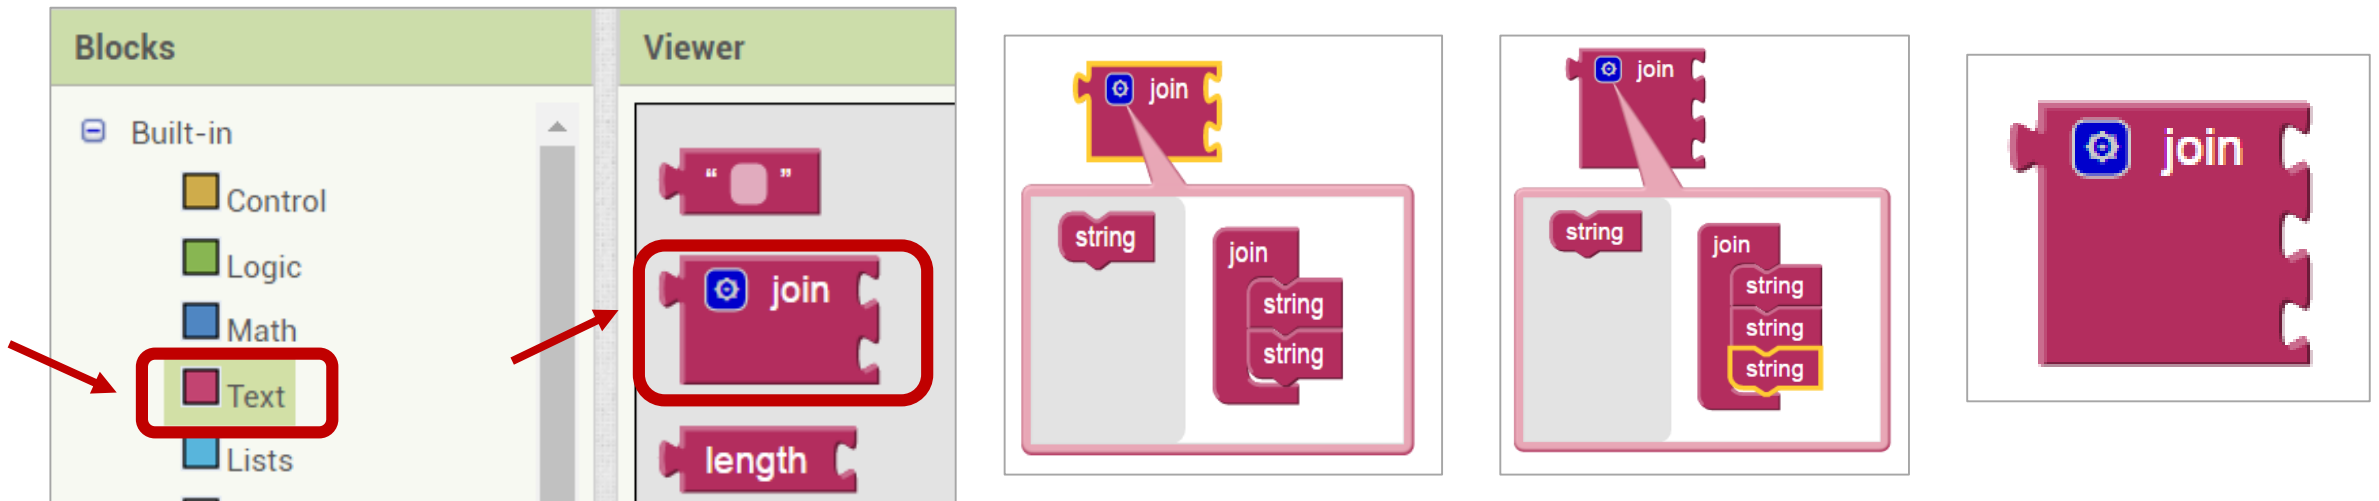 Blocks
Built-in
Control
Logic
Math
Text
Lists
Viewer
“ ”
join
length
join
string
join
string
string
join
string
join
string
string
string
join